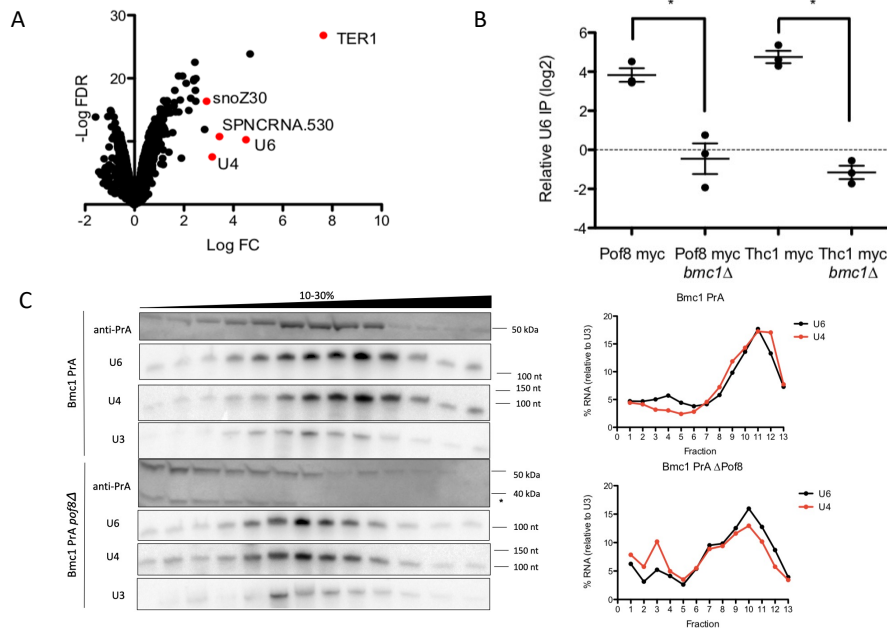 A
30
20
10
-Log FDR
TER1
snoZ30
SPNCRNA.530
U6
U4
-2 0 2 4 6 8 10
Log FC
B
*
*
6
4
2
0
-2
-4
Relative U6 IP (log2)
Pof8 myc Pof8 myc Thc1 myc Thc1 myc
bmc1Δ bmc1Δ
C
10-30%
Bmc1 PrA
anti-PrA
50 kDa
U6
100 nt
U4
150 nt
100 nt
U3
Bmc1 PrA pof8Δ
anti-PrA
50 kDa
40 kDa
*
U6
100 nt
U4
150 nt
100 nt
U3
Bmc1 PrA
20
15
10
5
0
% RNA (relative to U3)
U6
U4
0 1 2 3 4 5 6 7 8 9 10 11 12 13
Fraction
Bmc1 PrA ΔPof8
20
15
10
5
0
% RNA (relative to U3)
U6
U4
0 1 2 3 4 5 6 7 8 9 10 11 12 13
Fraction